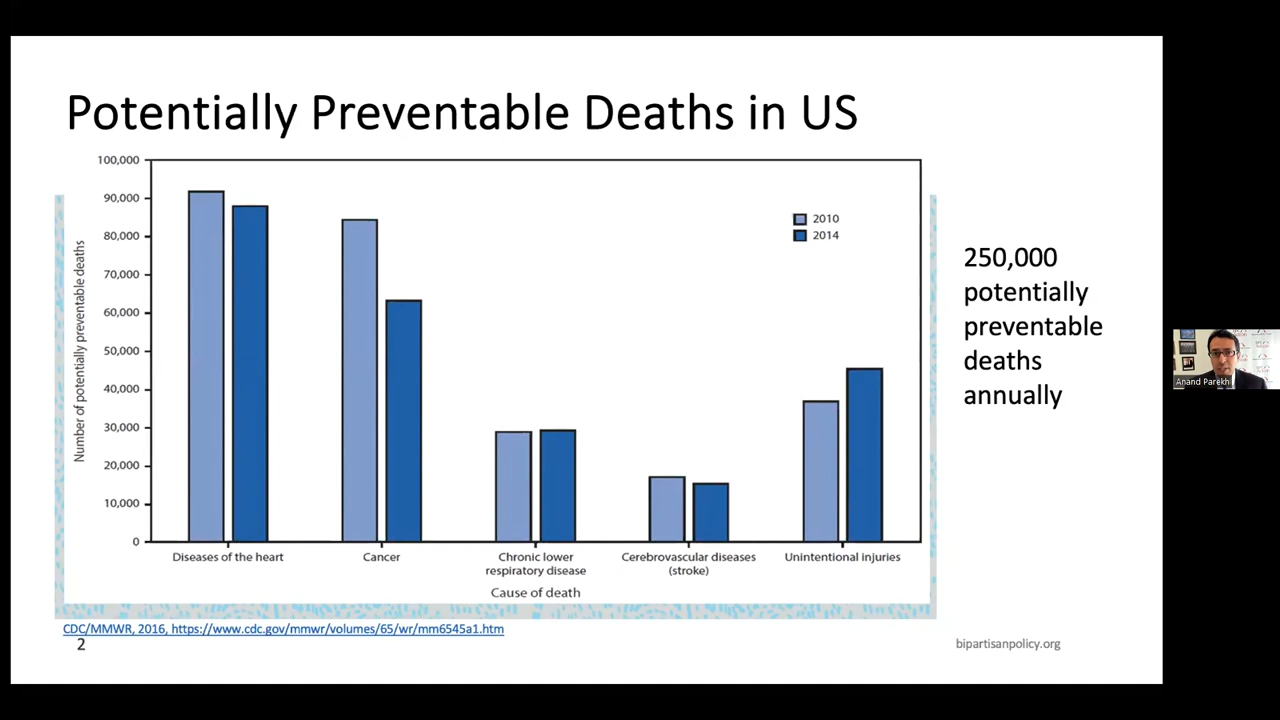 Potentially Preventable Deaths in US
100,000
90,000
80,000
70,000
60,000
50,000
40,000
30,000
20,000
10,000
0
Number of potentially preventable deaths
2010
2014
Diseases of the heart
Cancer
Chronic lower
respiratory disease
Cerebrovascular diseases
(stroke)
Unintentional injuries
Cause of death
250,000
potentially
preventable
deaths
annually
CDC/MMWR, 2016, https://www.cdc.gov/mmwr/volumes/65/wr/mm6545a1.htm
2
bipartisanpolicy.org
Anand Parekh